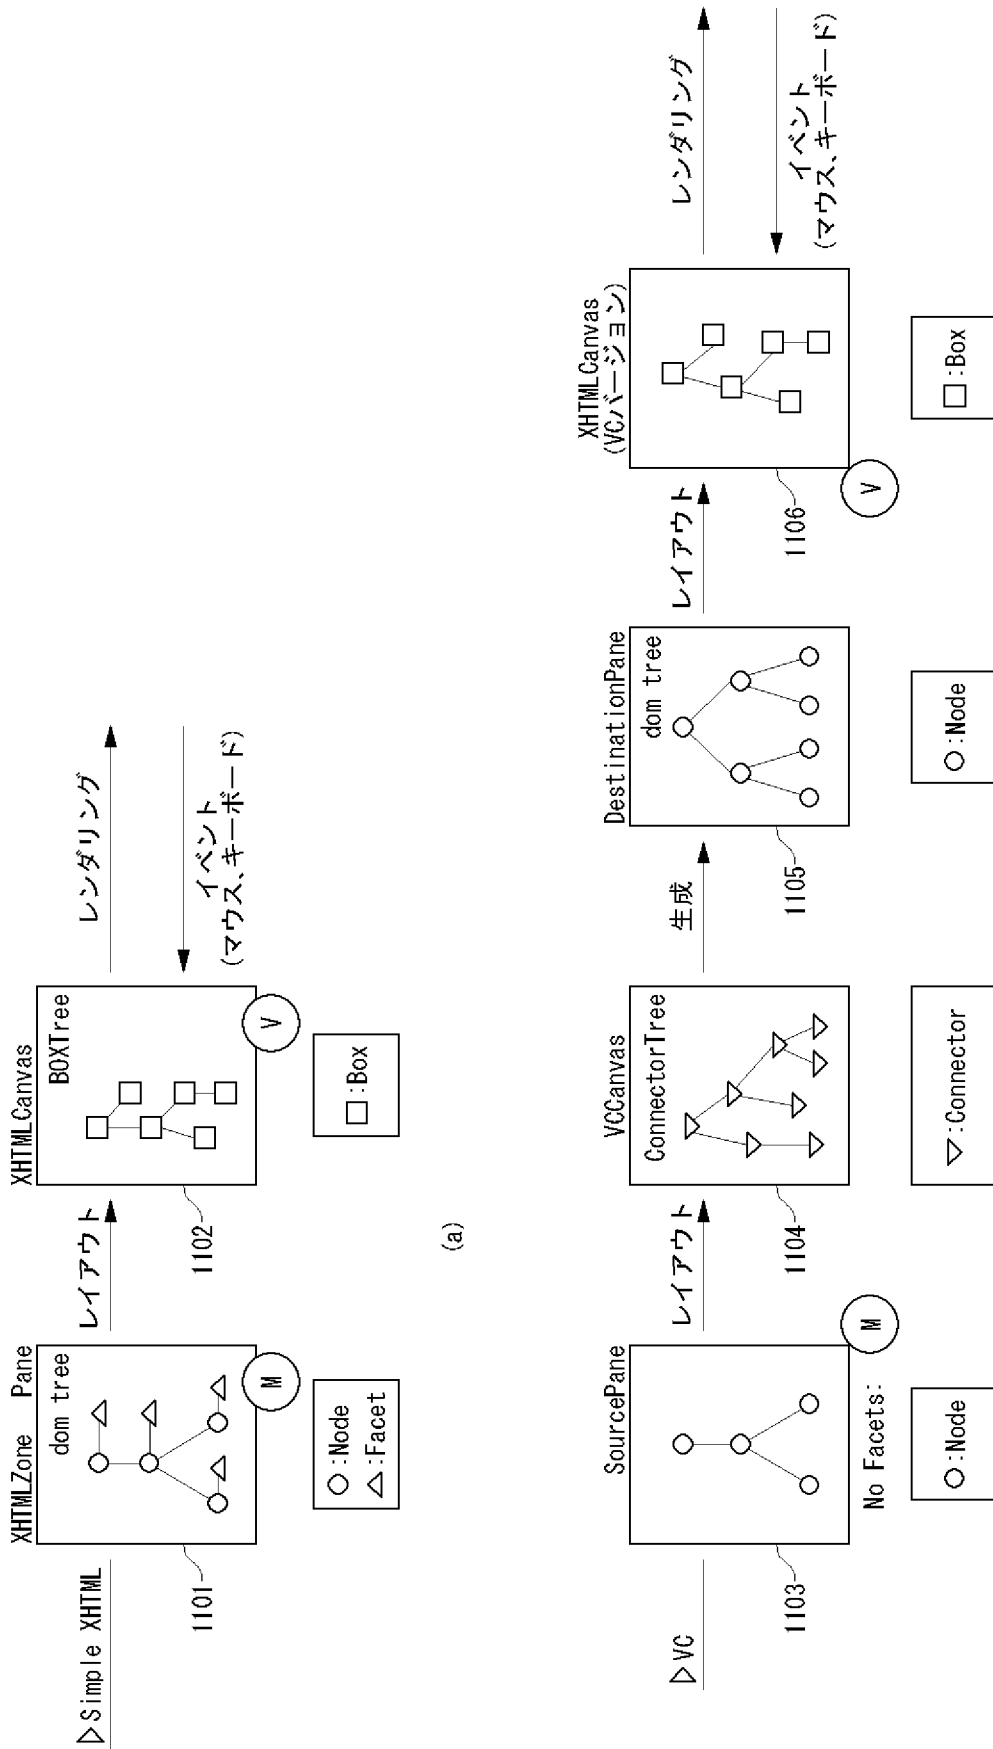 ▷Simple XHTML
XHTMLZone Pane
dom tree
1101
M
○:Node
△:Facet
レイアウト
XHTMLCanvas
BOXTree
1102
V
□:Box
レンダリング
イベント
(マウス、キーボード)
(a)
▷VC
SourcePane
1103
M
No Facets:
○:Node
レイアウト
VCCanvas
ConnectorTree
1104
▽:Connector
生成
DestinationPane
dom tree
1105
○:Node
レイアウト
XHTMLCanvas
(VCバージョン)
1106
V
□:Box
レンダリング
イベント
(マウス、キーボード)